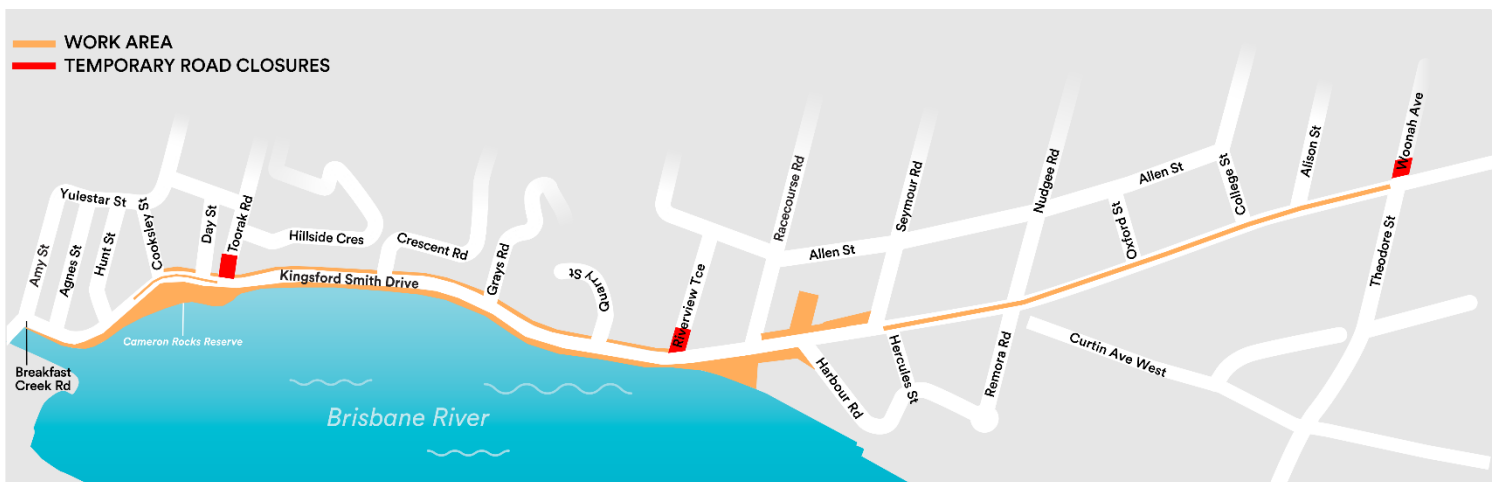 WORK AREA
TEMPORARY ROAD CLOSURES
Yulestar St
Amy St
Agnes St
Hunt St
Cooksley St
Day St
Toorak Rd
Hillside Cres
Crescent Rd
Kingsford Smith Drive
Grays Rd
Quarry St
Riverview Tce
Racecourse Rd
Allen St
Seymour Rd
Nudgee Rd
Allen St
Oxford St
College St
Alison St
Woonah Ave
Theodore St
Cameron Rocks Reserve
Breakfast
Creek Rd
Brisbane River
Harbour Rd
Hercules St
Remora Rd
Curtin Ave West